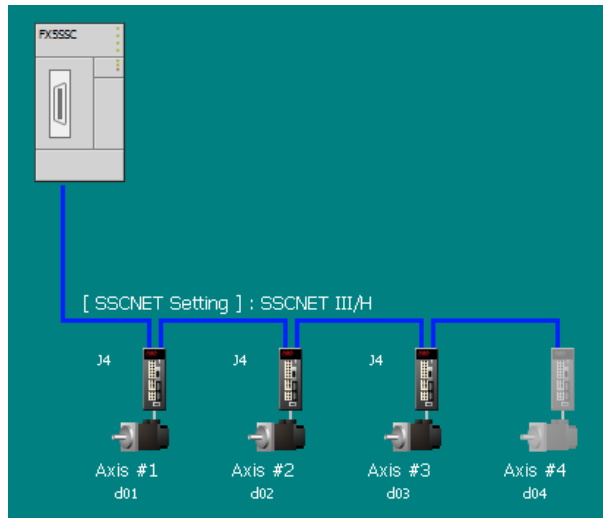 FX5SSC
[ SSCNET Setting ] : SSCNET III/H
J4
J4
J4
Axis #1
Axis #2
Axis #3
Axis #4
d01
d02
d03
d04